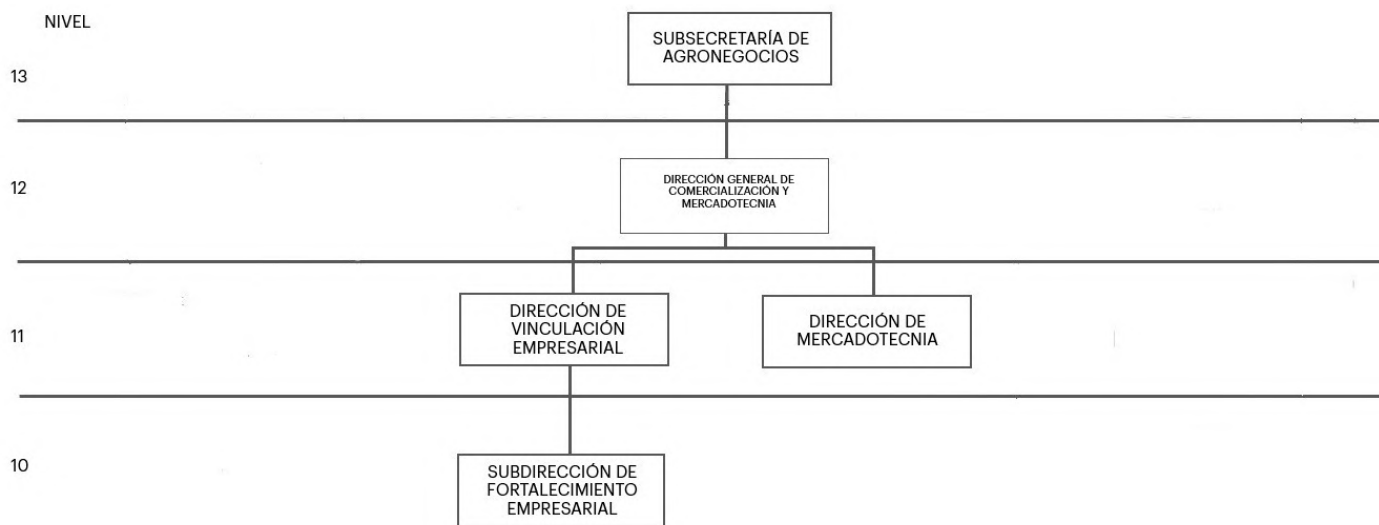 NIVEL
SUBSECRETARÍA DE
AGRONEGOCIOS
13
DIRECCIÓN GENERAL DE
COMERCIALIZACIÓN Y
MERCADOTECNIA
12
DIRECCIÓN DE
VINCULACIÓN
EMPRESARIAL
DIRECCIÓN DE
MERCADOTECNIA
11
SUBDIRECCIÓN DE
FORTALECIMIENTO
EMPRESARIAL
10